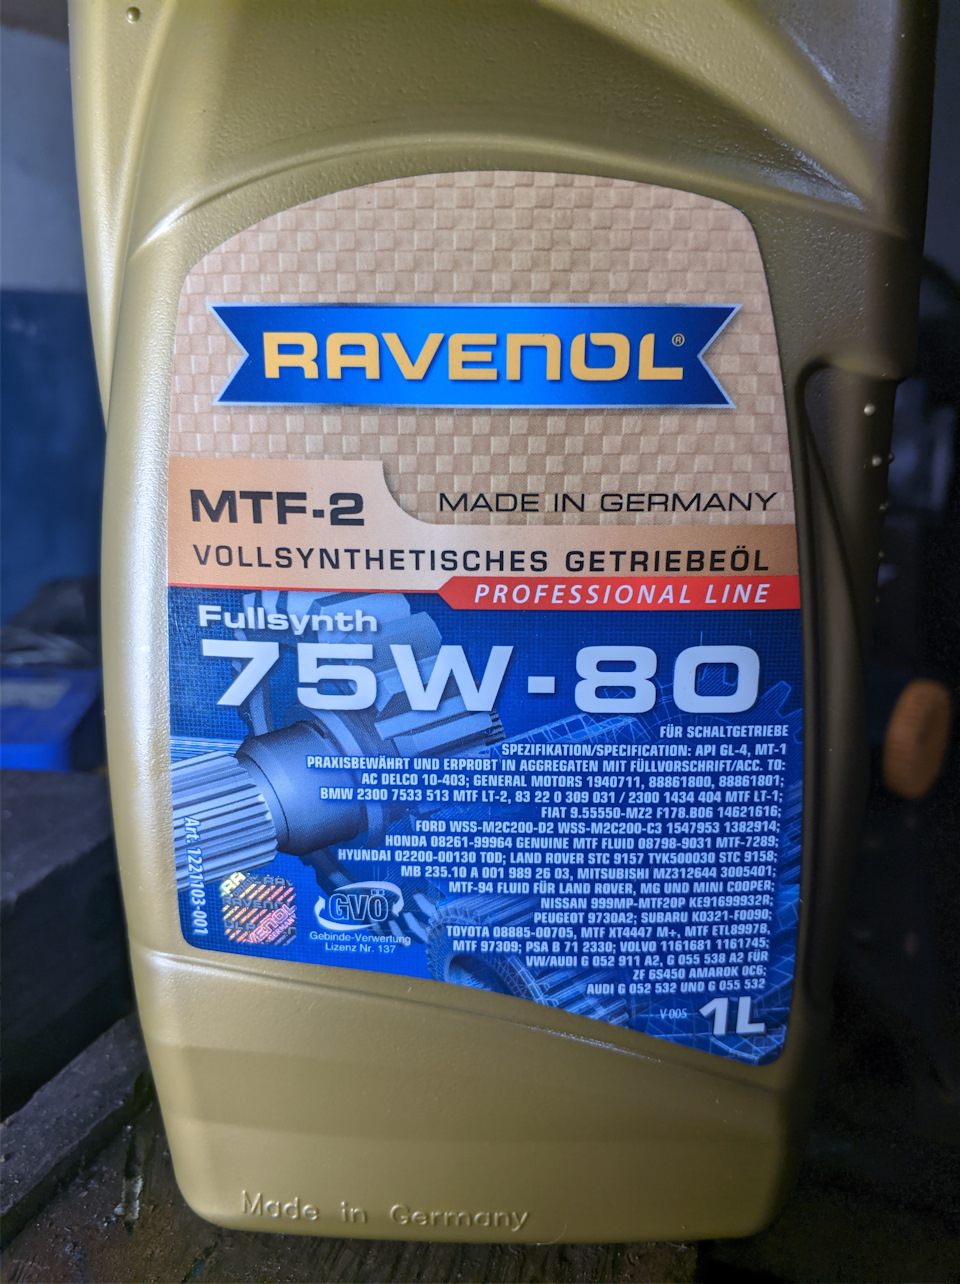 RAVENOL®
MTF-2
MADE IN GERMANY
VOLLSYNTHETISCHES GETRIEBEÖL
PROFESSIONAL LINE
Fullsynth
75W-80
FÜR SCHALTGETRIEBE
SPEZIFIKATION/SPECIFICATION: API GL-4, MT-1
PRAXISBEWÄHRT UND ERPROBT IN AGGREGATEN MIT FÜLLVORSCHRIFT/ACC. TO:
AC DELCO 10-403; GENERAL MOTORS 1940711, 88861800, 88861801;
BMW 2300 7533 513 MTF LT-2, 83 22 0 309 031 / 2300 1434 404 MTF LT-1;
FIAT 9.55550-MZ2 F178.B06 14621616;
FORD WSS-M2C200-D2 WSS-M2C200-C3 1547953 1382914;
HONDA 08261-99964 GENUINE MTF FLUID 08798-9031 MTF-7289;
HYUNDAI 02200-00130 TOD; LAND ROVER STC 9157 TYK500030 STC 9158;
MB 235.10 A 001 989 26 03, MITSUBISHI MZ312644 3005401;
MTF-94 FLUID FÜR LAND ROVER, MG UND MINI COOPER;
NISSAN 999MP-MTF20P KE91699932R;
PEUGEOT 9730A2; SUBARU K0321-F0090;
TOYOTA 08885-00705, MTF XT4447 M+, MTF ETL8997B,
MTF 97309; PSA B 71 2330; VOLVO 1161681 1161745;
VW/AUDI G 052 911 A2, G 055 538 A2 FÜR
ZF 6S450 AMAROK 0C6;
AUDI G 052 532 UND G 055 532
Art. 1221103-001
RAVENOL
GVÖ
Gebinde-Verwertung
Lizenz Nr. 137
V 005
1L
Made in Germany